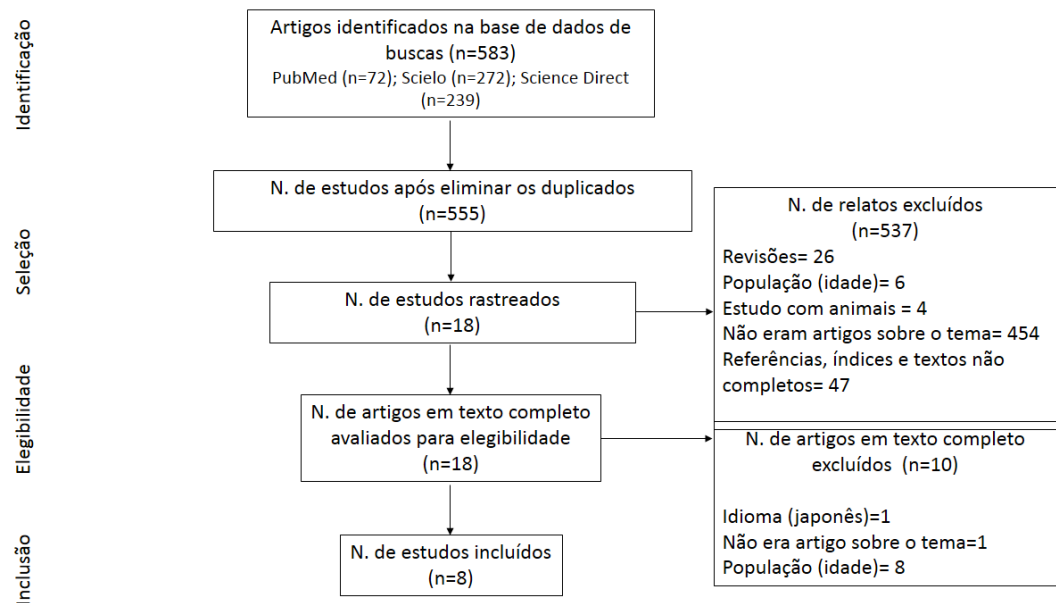 Identificação
Artigos identificados na base de dados de
buscas (n=583)
PubMed (n=72); Scielo (n=272); Science Direct
(n=239)
N. de estudos após eliminar os duplicados
(n=555)
Seleção
N. de estudos rastreados
(n=18)
N. de relatos excluídos
(n=537)
Revisões= 26
População (idade)= 6
Estudo com animais = 4
Não eram artigos sobre o tema= 454
Referências, índices e textos não
completos= 47
Elegibilidade
N. de artigos em texto completo
avaliados para elegibilidade
(n=18)
N. de artigos em texto completo
excluídos (n=10)
Idioma (japonês)=1
Não era artigo sobre o tema=1
População (idade)= 8
Inclusão
N. de estudos incluídos
(n=8)